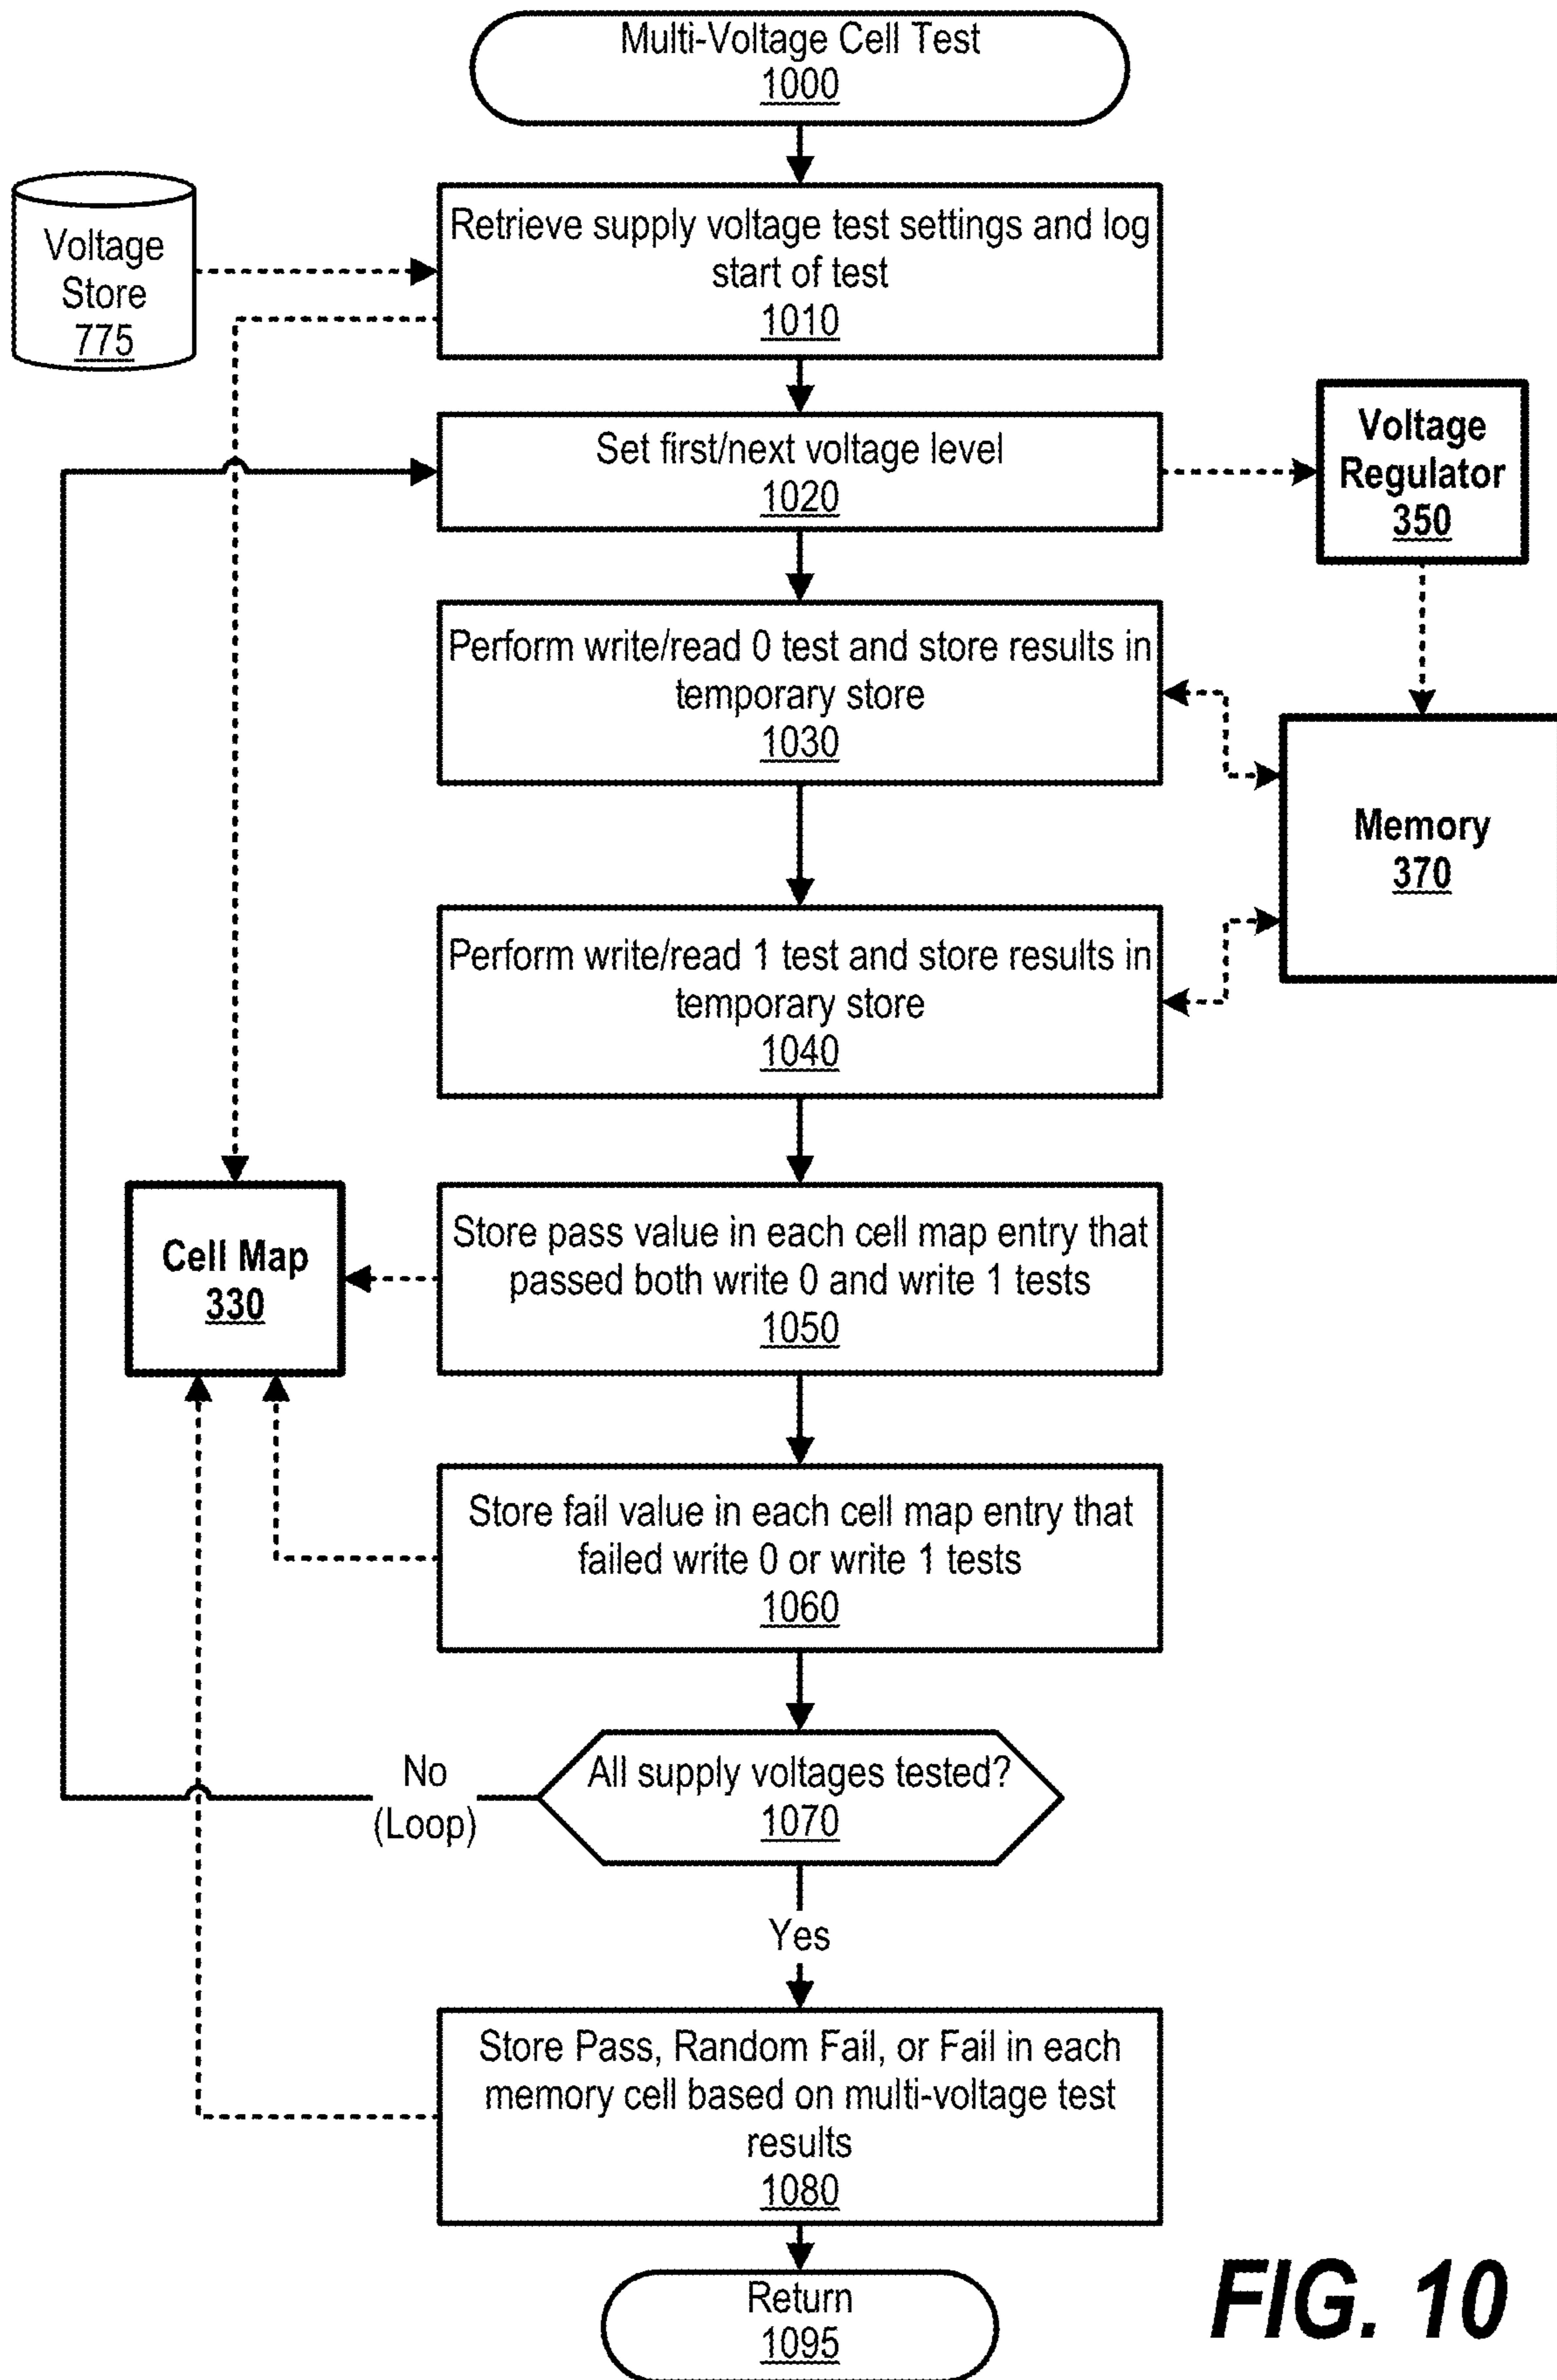 Multi-Voltage Cell Test
1000
Voltage
Store
775
Retrieve supply voltage test settings and log
start of test
1010
Set first/next voltage level
1020
Voltage
Regulator
350
Perform write/read 0 test and store results in
temporary store
1030
Memory
370
Perform write/read 1 test and store results in
temporary store
1040
Cell Map
330
Store pass value in each cell map entry that
passed both write 0 and write 1 tests
1050
Store fail value in each cell map entry that
failed write 0 or write 1 tests
1060
All supply voltages tested?
1070
No
(Loop)
Yes
Store Pass, Random Fail, or Fail in each
memory cell based on multi-voltage test
results
1080
Return
1095
FIG. 10